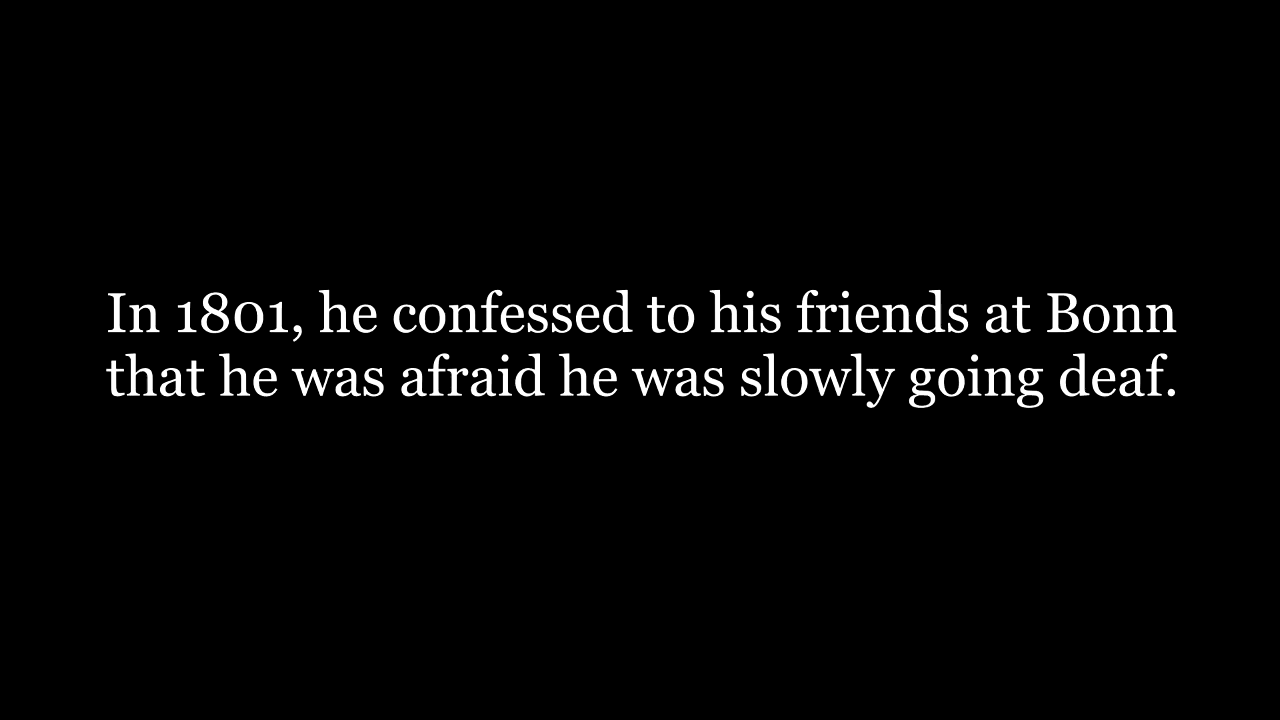 In 1801, he confessed to his friends at Bonn
that he was afraid he was slowly going deaf.